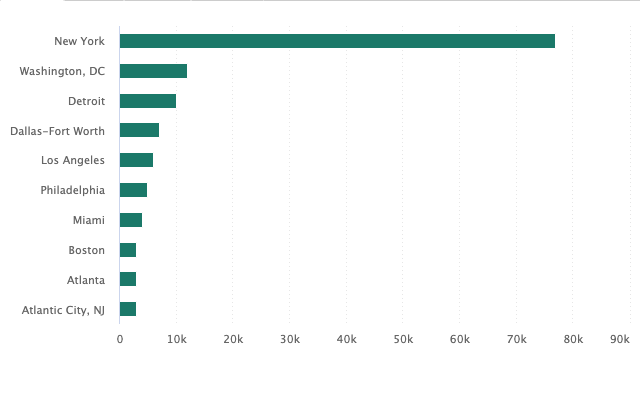 New York
Washington, DC
Detroit
Dallas-Fort Worth
Los Angeles
Philadelphia
Miami
Boston
Atlanta
Atlantic City, NJ
0 10k 20k 30k 40k 50k 60k 70k 80k 90k